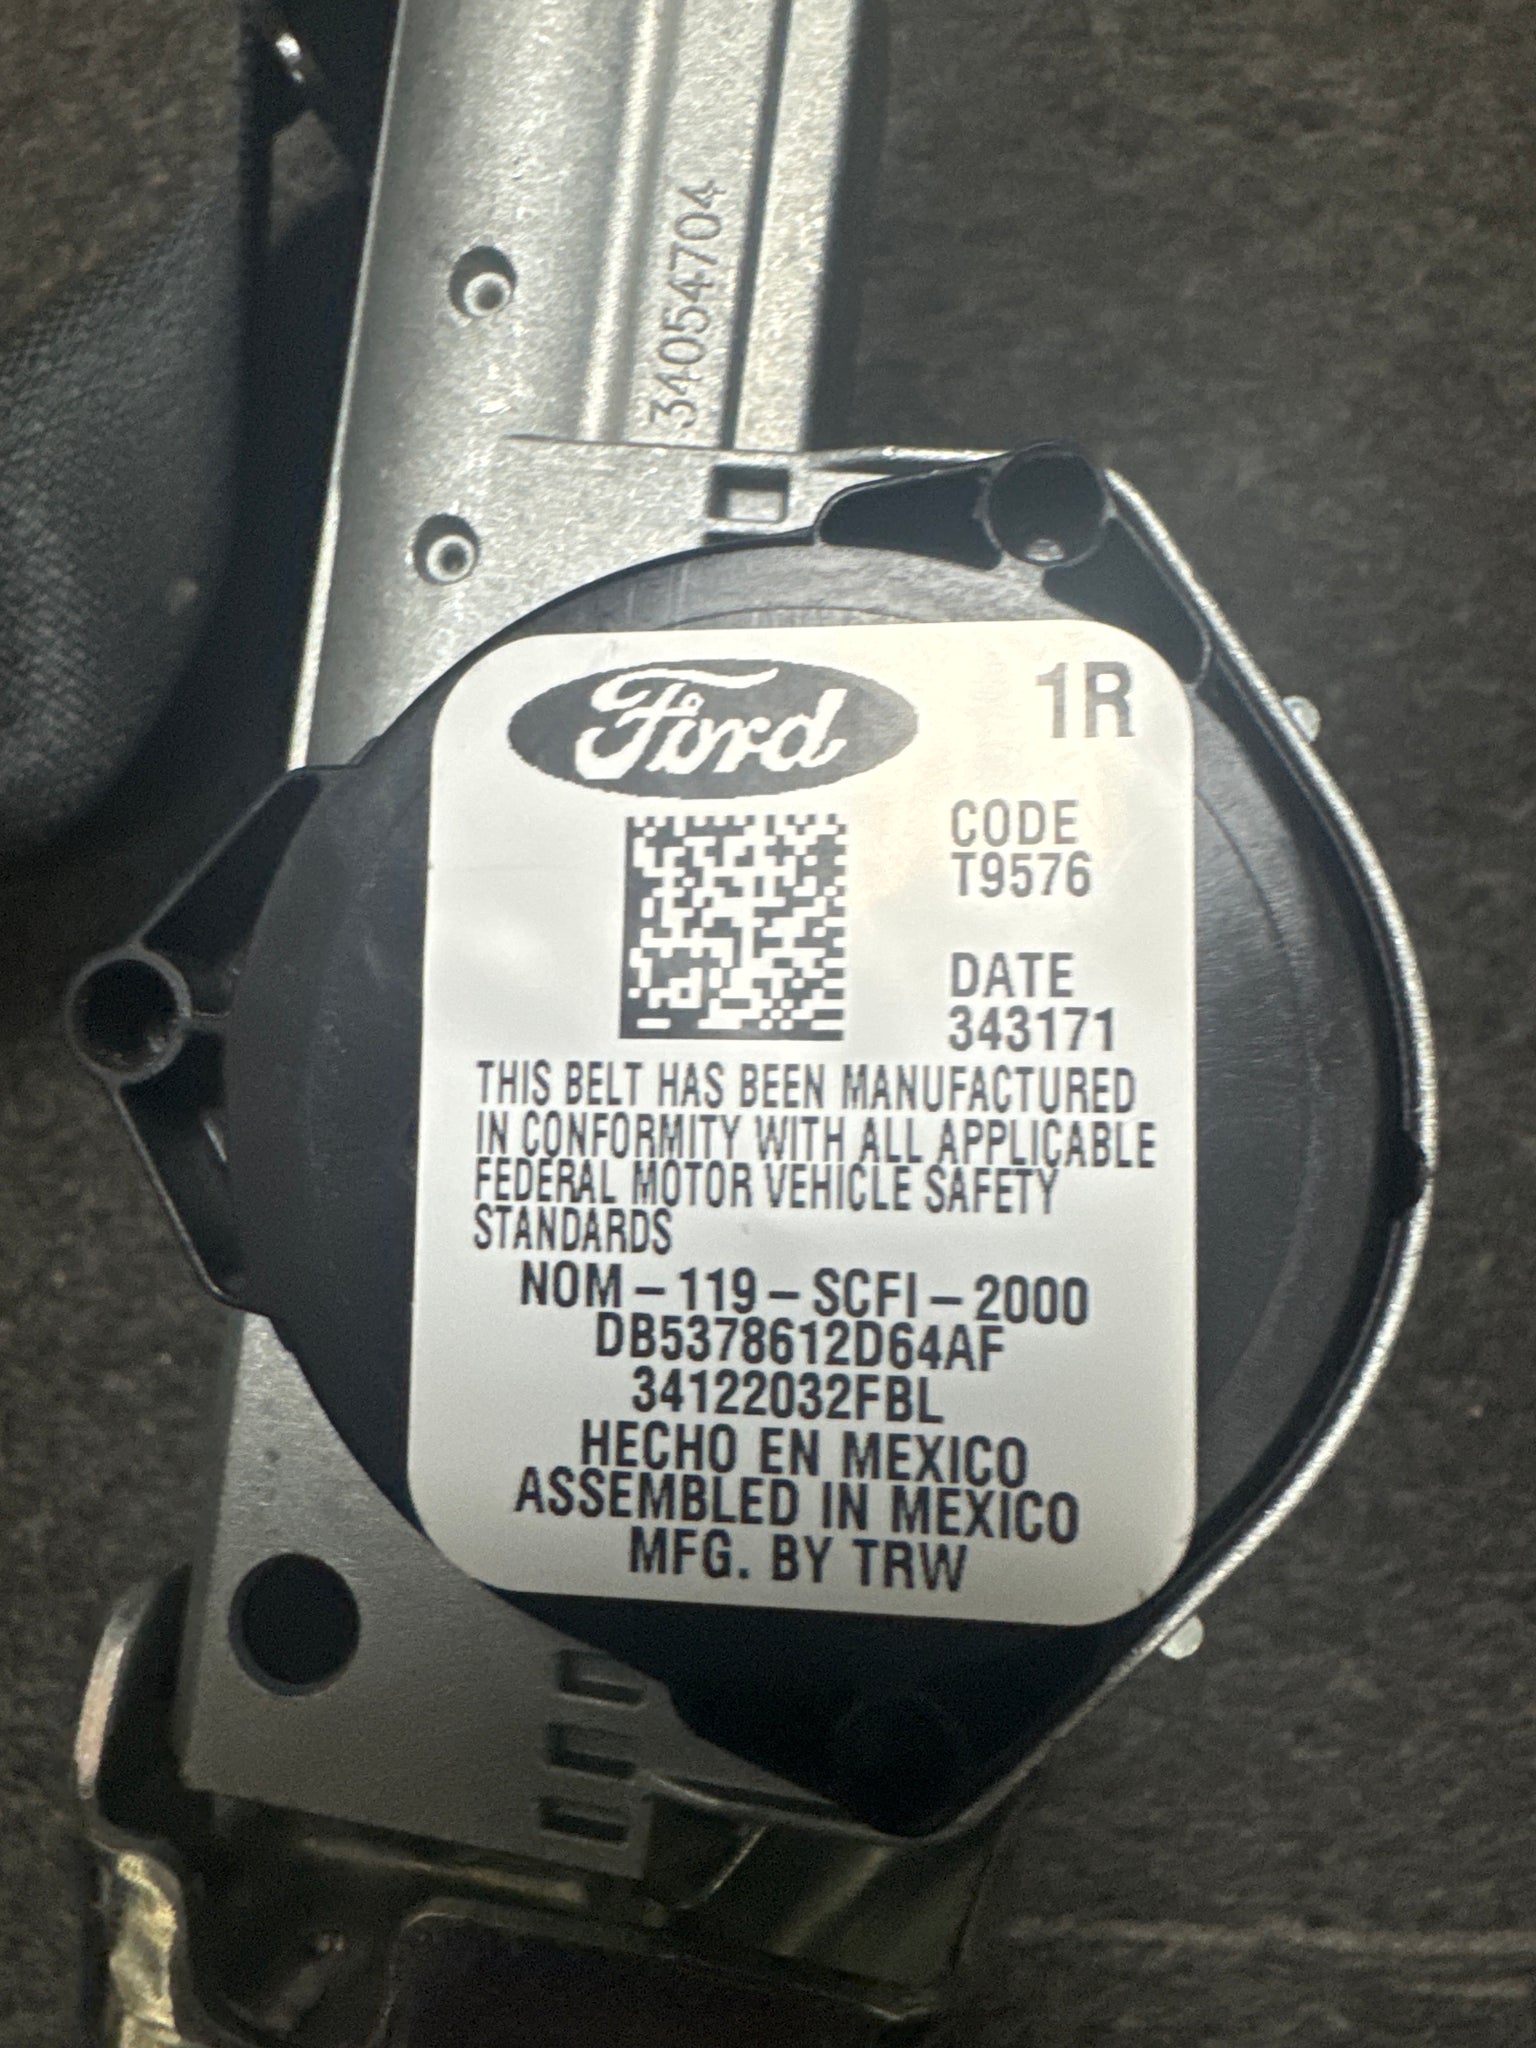 34054704
Ford
1R
CODE
T9576
DATE
343171
THIS BELT HAS BEEN MANUFACTURED
IN CONFORMITY WITH ALL APPLICABLE
FEDERAL MOTOR VEHICLE SAFETY
STANDARDS
NOM-119-SCFI-2000
DB5378612D64AF
34122032FBL
HECHO EN MEXICO
ASSEMBLED IN MEXICO
MFG. BY TRW